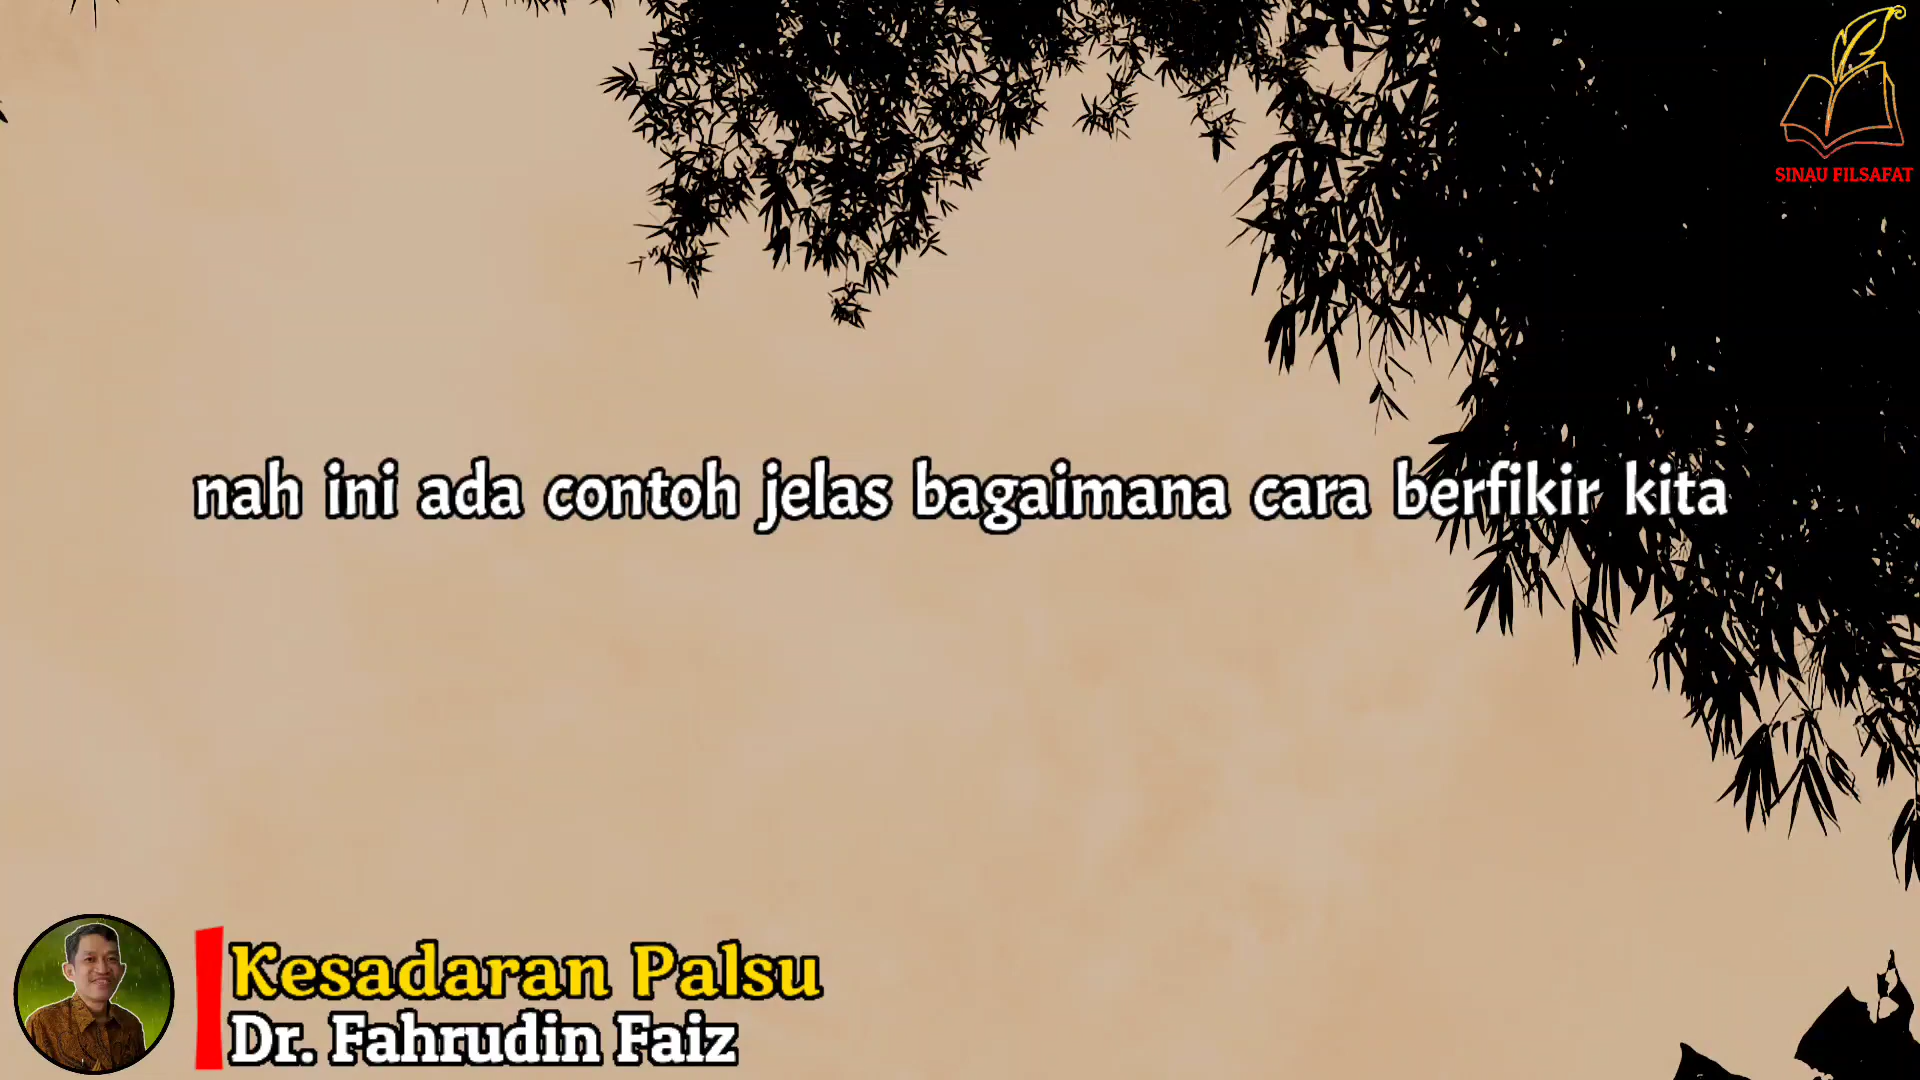 SINAU FILSAFAT
nah ini ada contoh jelas bagaimana cara berfikir kita
Kesadaran Palsu
Dr. Fahrudin Faiz